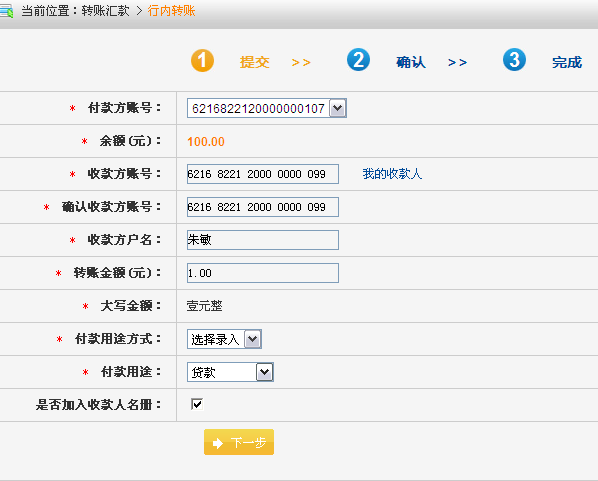 当前位置：转账汇款 > 行内转账
1 提交 >> 2 确认 >> 3 完成
* 付款方账号： 6216822120000000107
* 余额(元)： 100.00
* 收款方账号： 6216 8221 2000 0000 099 我的收款人
* 确认收款方账号： 6216 8221 2000 0000 099
* 收款方户名： 朱敏
* 转账金额(元)： 1.00
* 大写金额： 壹元整
* 付款用途方式： 选择录入
* 付款用途： 贷款
是否加入收款人名册：
下一步